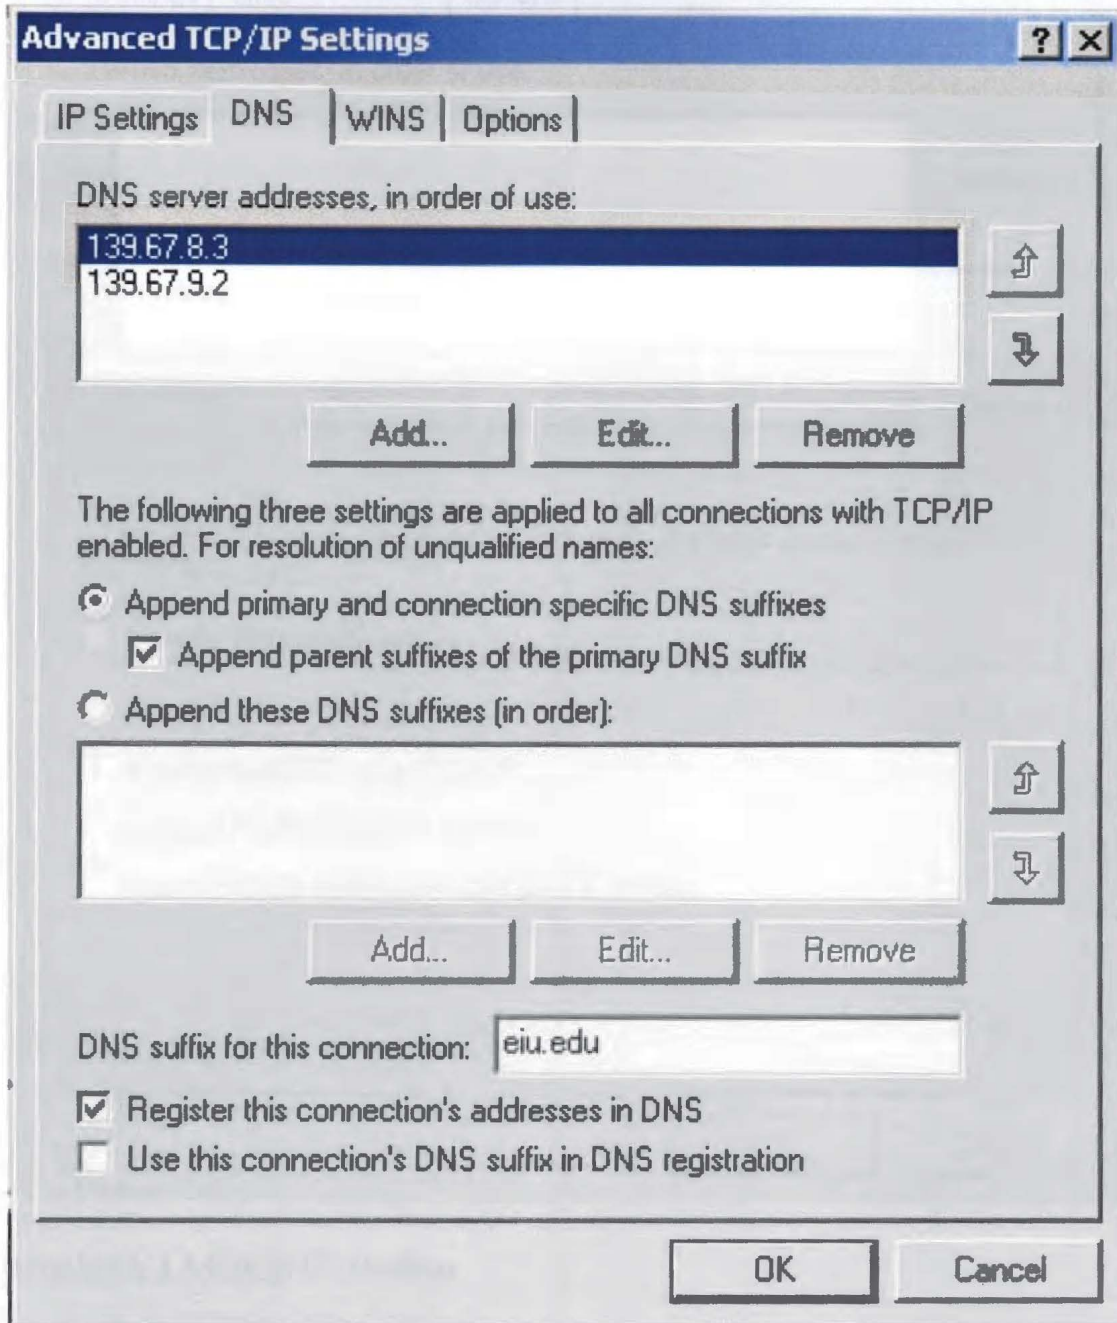 Advanced TCP/IP Settings
? X
IP Settings DNS WINS Options
DNS server addresses, in order of use:
139.67.8.3
139.67.9.2
Add... Edit... Remove
The following three settings are applied to all connections with TCP/IP
enabled. For resolution of unqualified names:
Append primary and connection specific DNS suffixes
Append parent suffixes of the primary DNS suffix
Append these DNS suffixes (in order):
Add... Edit... Remove
DNS suffix for this connection: eiu.edu
Register this connection's addresses in DNS
Use this connection's DNS suffix in DNS registration
OK Cancel